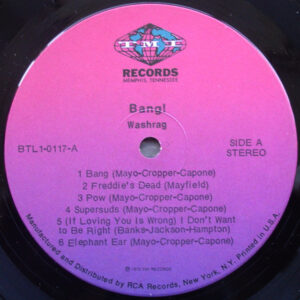 TMI
RECORDS
MEMPHIS, TENNESSEE
Bang!
Washrag
BTL1-0117-A
SIDE A
STEREO
1 Bang (Mayo-Cropper-Capone)
2 Freddie's Dead (Mayfield)
3 Pow (Mayo-Cropper-Capone)
4 Supersuds (Mayo-Cropper-Capone)
5 (If Loving You Is Wrong) I Don't Want
to Be Right (Banks-Jackson-Hampton)
6 Elephant Ear (Mayo-Cropper-Capone)
Manufactured and Distributed by RCA Records, New York, N.Y. Printed in U.S.A.